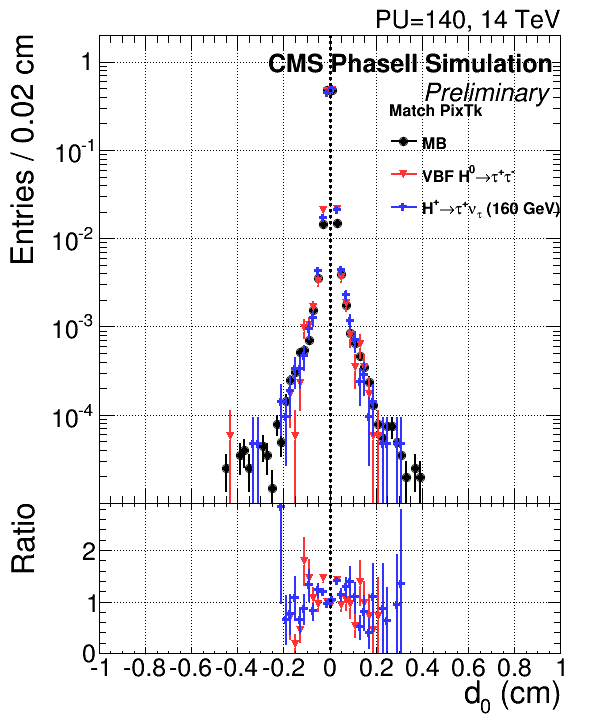 PU=140, 14 TeV
CMS PhaseII Simulation
Preliminary
Match PixTk
MB
VBF H⁰→τ⁺τ⁻
H⁺→τ⁺ντ (160 GeV)
Entries / 0.02 cm
1
10⁻¹
10⁻²
10⁻³
10⁻⁴
Ratio
2
1
0
-1 -0.8 -0.6 -0.4 -0.2 0 0.2 0.4 0.6 0.8 1
d₀ (cm)